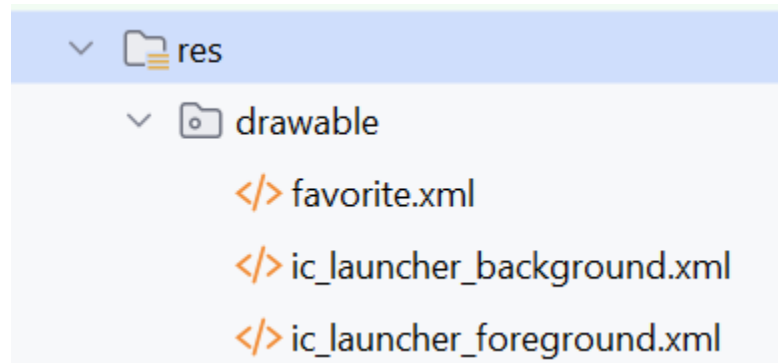 res
drawable
favorite.xml
ic_launcher_background.xml
ic_launcher_foreground.xml